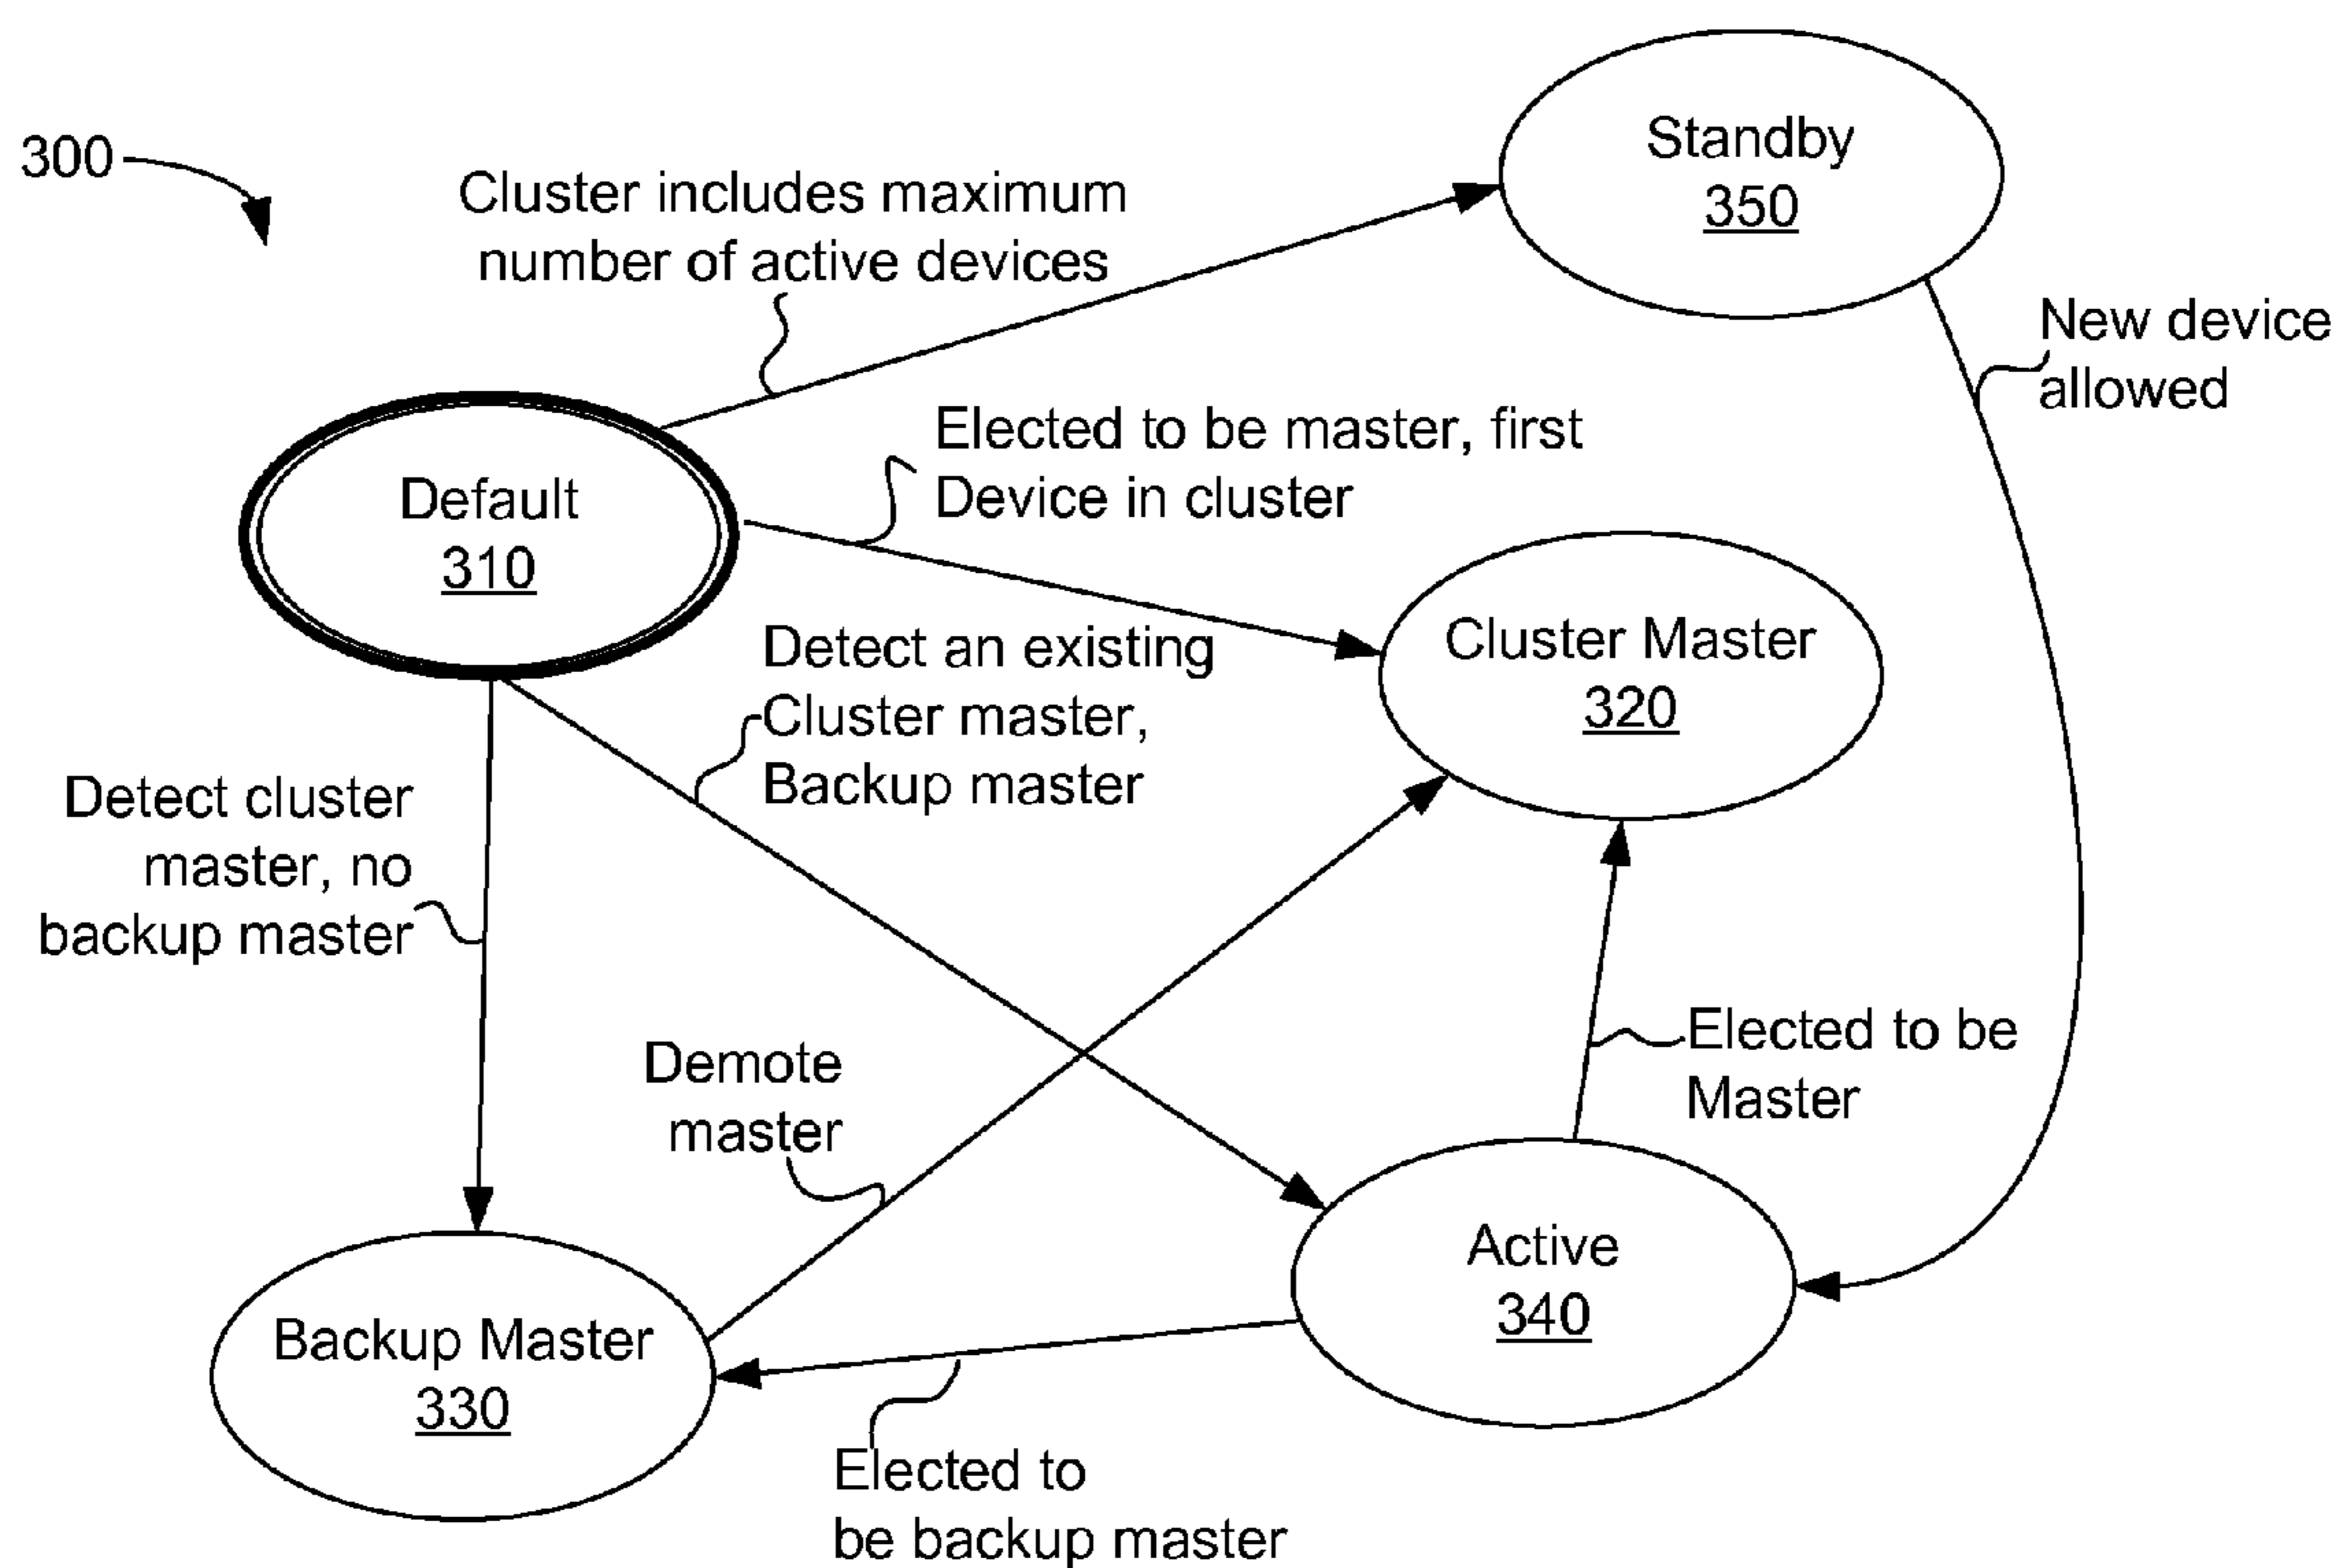 300
Standby
350
Cluster includes maximum
number of active devices
New device
allowed
Elected to be master, first
Device in cluster
Default
310
Cluster Master
320
Detect an existing
Cluster master,
Backup master
Detect cluster
master, no
backup master
Demote
master
Elected to be
Master
Active
340
Backup Master
330
Elected to
be backup master